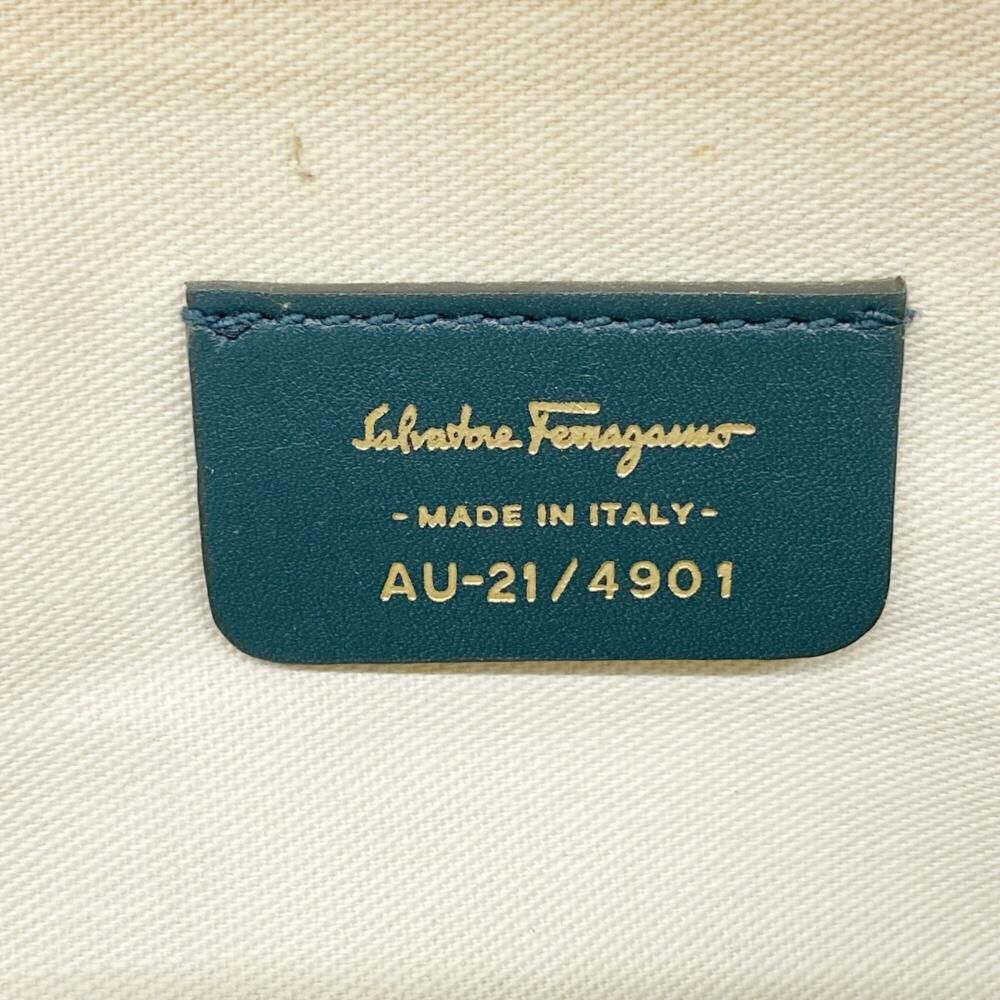 Salvatore Ferragamo
- MADE IN ITALY -
AU-21/4901